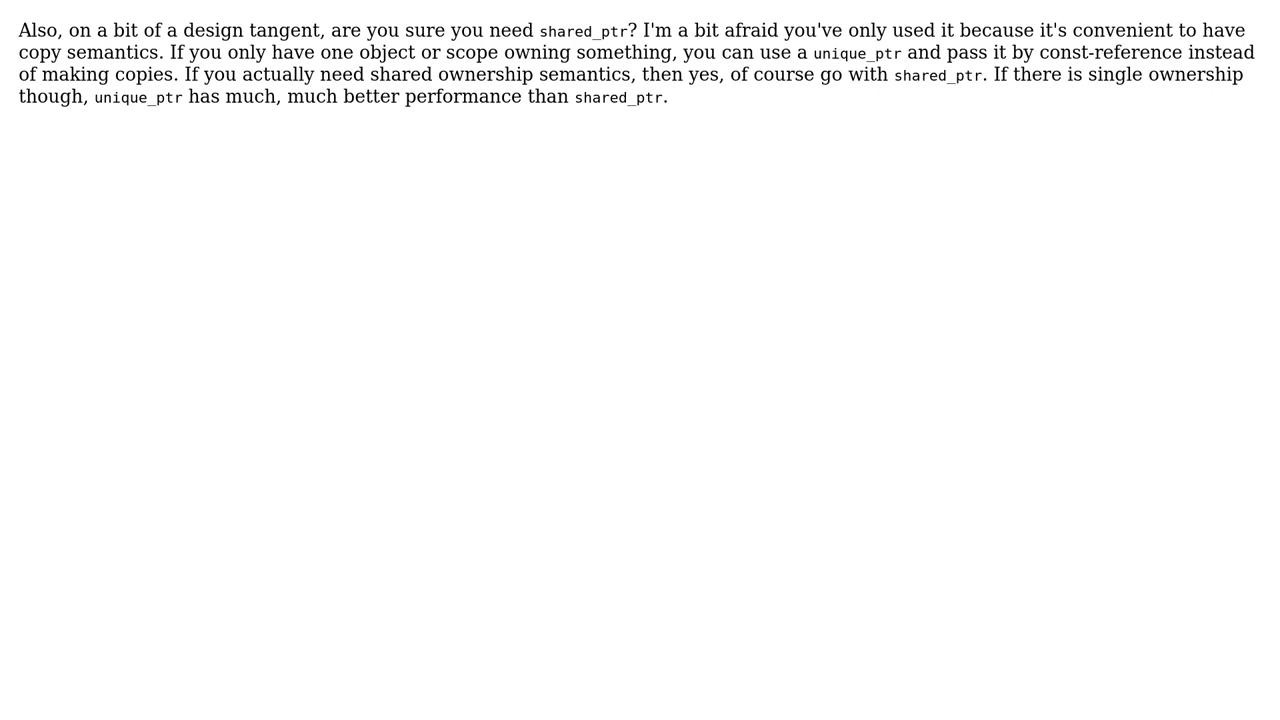 Also, on a bit of a design tangent, are you sure you need shared_ptr? I'm a bit afraid you've only used it because it's convenient to have
copy semantics. If you only have one object or scope owning something, you can use a unique_ptr and pass it by const-reference instead
of making copies. If you actually need shared ownership semantics, then yes, of course go with shared_ptr. If there is single ownership
though, unique_ptr has much, much better performance than shared_ptr.